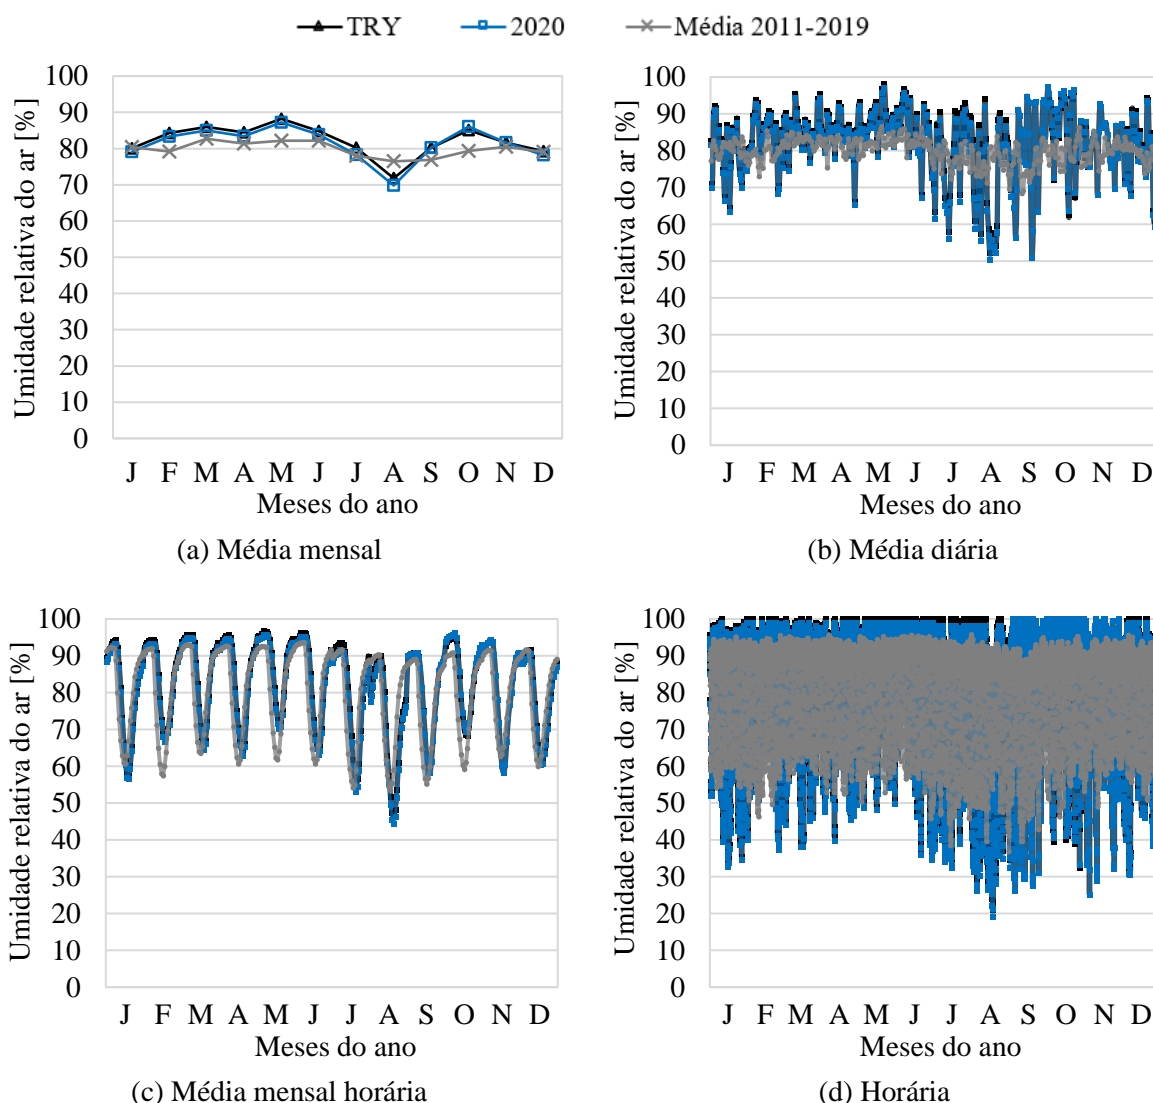 TRY 2020 Média 2011-2019
Umidade relativa do ar [%]
100
90
80
70
60
50
40
30
20
10
0
J F M A M J J A S O N D
Meses do ano
(a) Média mensal
Umidade relativa do ar [%]
100
90
80
70
60
50
40
30
20
10
0
J F M A M J J A S O N D
Meses do ano
(b) Média diária
Umidade relativa do ar [%]
100
90
80
70
60
50
40
30
20
10
0
J F M A M J J A S O N D
Meses do ano
(c) Média mensal horária
Umidade relativa do ar [%]
100
90
80
70
60
50
40
30
20
10
0
J F M A M J J A S O N D
Meses do ano
(d) Horária